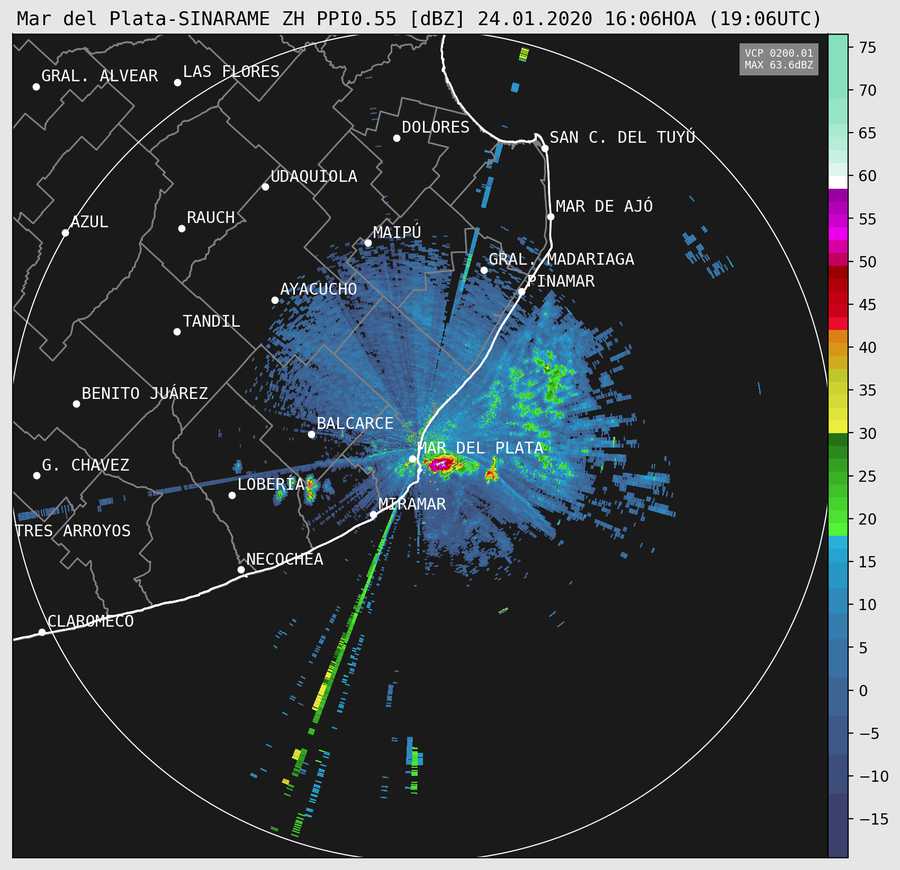 Mar del Plata-SINARAME ZH PPI0.55 [dBZ] 24.01.2020 16:06HOA (19:06UTC)
VCP 0200.01
MAX 63.6dBZ
GRAL. ALVEAR
LAS FLORES
DOLORES
SAN C. DEL TUYÚ
UDAQUIOLA
MAR DE AJÓ
RAUCH
AZUL
MAIPÚ
GRAL. MADARIAGA
PINAMAR
AYACUCHO
TANDIL
BENITO JUÁREZ
BALCARCE
MAR DEL PLATA
G. CHAVEZ
LOBERÍA
MIRAMAR
TRES ARROYOS
NECOCHEA
CLAROMECO
75
70
65
60
55
50
45
40
35
30
25
20
15
10
5
0
−5
−10
−15